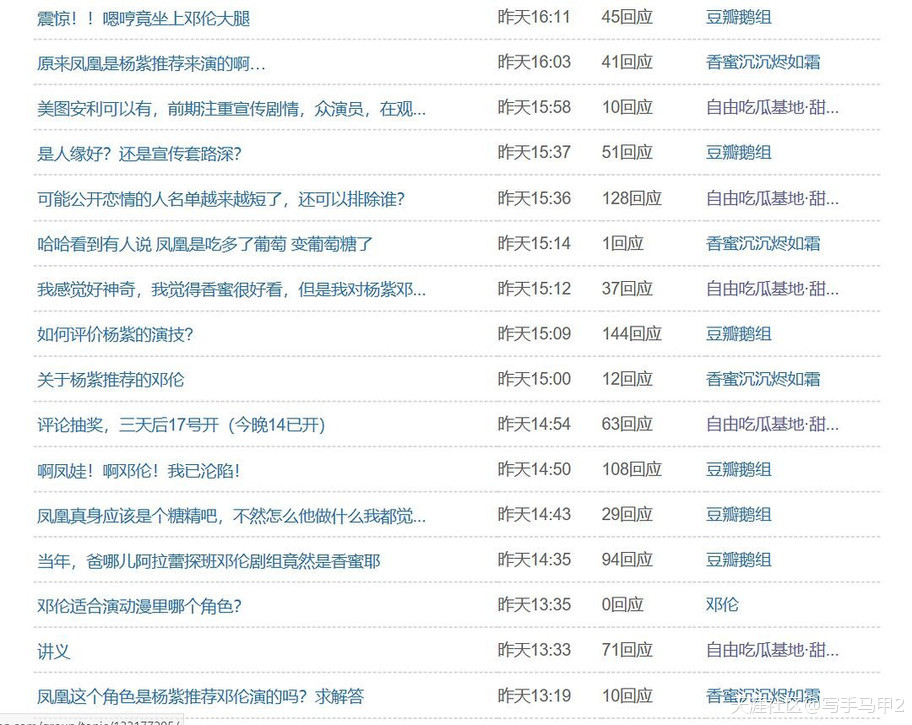 震惊！！嗯哼竟坐上邓伦大腿 昨天16:11 45回应 豆瓣鹅组
原来凤凰是杨紫推荐来演的啊... 昨天16:03 41回应 香蜜沉沉烬如霜
美图安利可以有，前期注重宣传剧情，众演员，在观... 昨天15:58 10回应 自由吃瓜基地·甜...
是人缘好？还是宣传套路深？ 昨天15:37 51回应 豆瓣鹅组
可能公开恋情的人名单越来越短了，还可以排除谁？ 昨天15:36 128回应 自由吃瓜基地·甜...
哈哈看到有人说 凤凰是吃多了葡萄 变葡萄糖了 昨天15:14 1回应 香蜜沉沉烬如霜
我感觉好神奇，我觉得香蜜很好看，但是我对杨紫邓... 昨天15:12 37回应 自由吃瓜基地·甜...
如何评价杨紫的演技？ 昨天15:09 144回应 豆瓣鹅组
关于杨紫推荐的邓伦 昨天15:00 12回应 香蜜沉沉烬如霜
评论抽奖，三天后17号开（今晚14已开） 昨天14:54 63回应 自由吃瓜基地·甜...
啊凤娃！啊邓伦！我已沦陷！ 昨天14:50 108回应 豆瓣鹅组
凤凰真身应该是个糖精吧，不然怎么他做什么我都觉... 昨天14:43 29回应 豆瓣鹅组
当年，爸哪儿阿拉蕾探班邓伦剧组竟然是香蜜耶 昨天14:35 94回应 豆瓣鹅组
邓伦适合演动漫里哪个角色？ 昨天13:35 0回应 邓伦
讲义 昨天13:33 71回应 自由吃瓜基地·甜...
凤凰这个角色是杨紫推荐邓伦演的吗？求解答 昨天13:19 10回应 香蜜沉沉烬如霜
天涯社区@写手马甲2